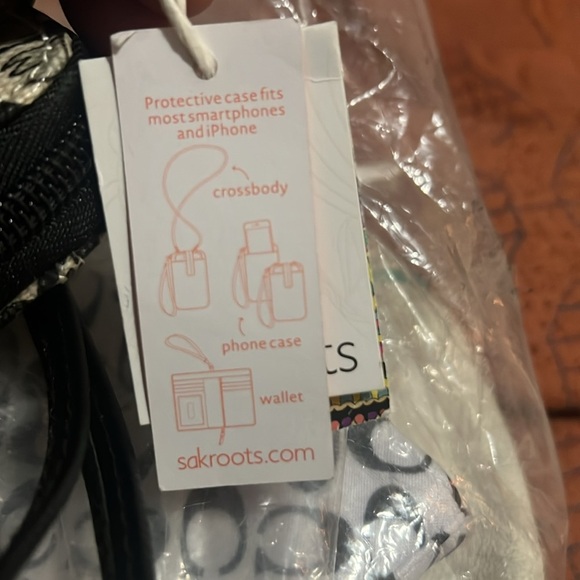 Protective case fits
most smartphones
and iPhone
crossbody
phone case
ts
wallet
sakroots.com